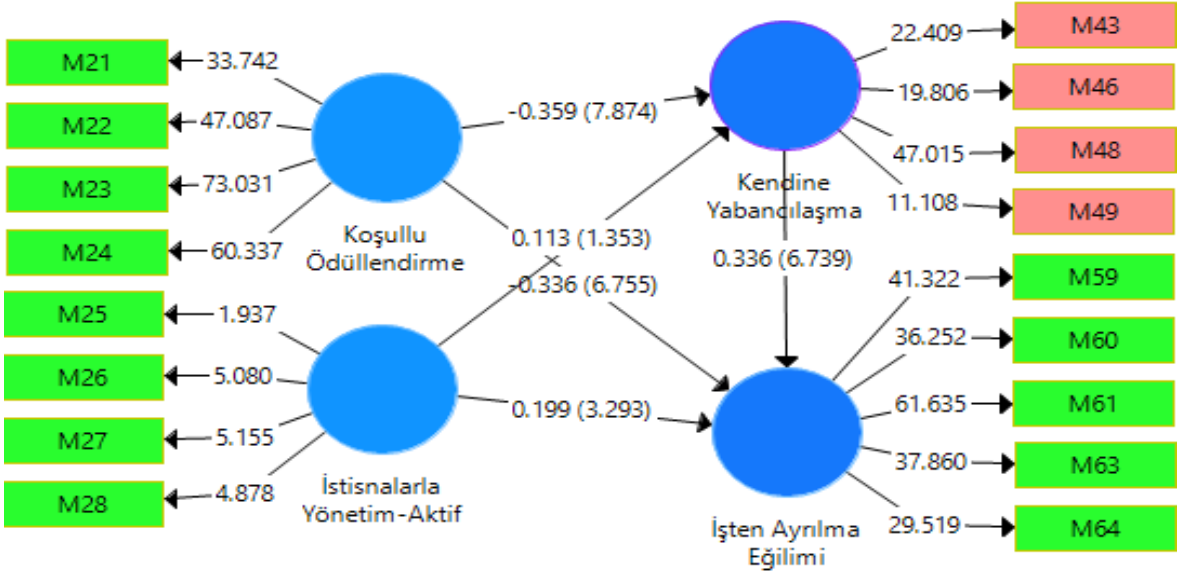 M21
M22
M23
M24
M25
M26
M27
M28
33.742
47.087
73.031
60.337
1.937
5.080
5.155
4.878
Koşullu
Ödüllendirme
İstisnalarla
Yönetim-Aktif
-0.359 (7.874)
0.113 (1.353)
-0.336 (6.755)
0.199 (3.293)
Kendine
Yabancılaşma
0.336 (6.739)
İşten Ayrılma
Eğilimi
22.409
19.806
47.015
11.108
41.322
36.252
61.635
37.860
29.519
M43
M46
M48
M49
M59
M60
M61
M63
M64